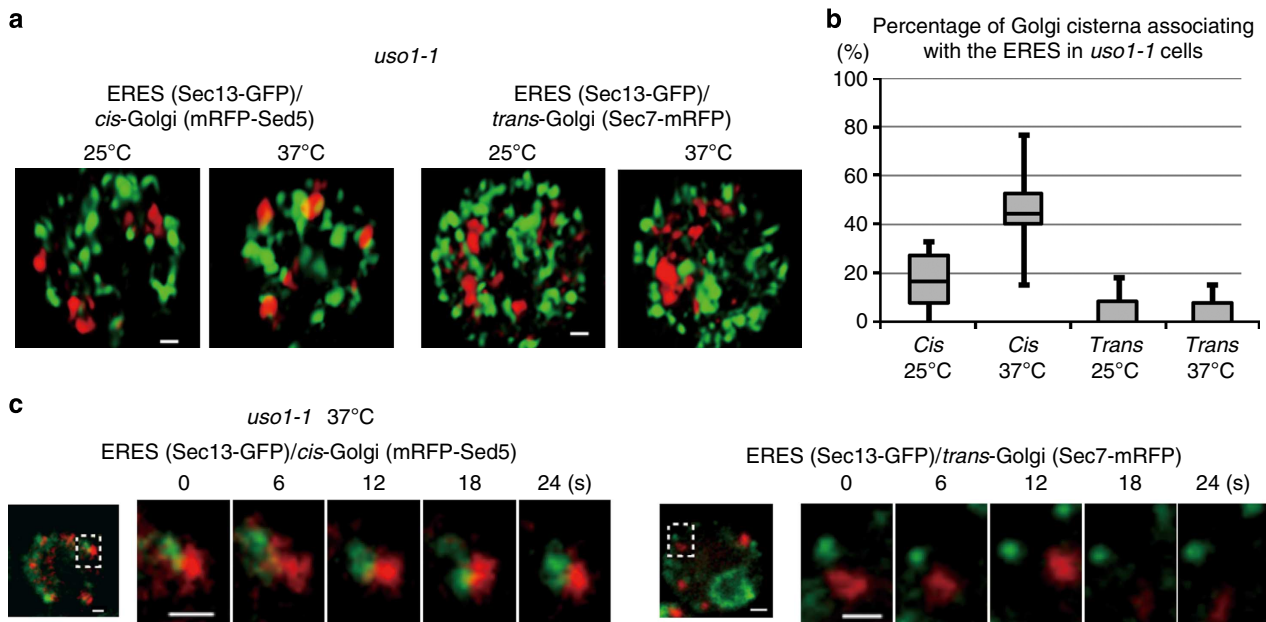 a
uso1-1
ERES (Sec13-GFP)/
cis-Golgi (mRFP-Sed5)
25°C 37°C
ERES (Sec13-GFP)/
trans-Golgi (Sec7-mRFP)
25°C 37°C
b
Percentage of Golgi cisterna associating
with the ERES in uso1-1 cells
(%)
100
80
60
40
20
0
Cis Cis Trans Trans
25°C 37°C 25°C 37°C
c
uso1-1 37°C
ERES (Sec13-GFP)/cis-Golgi (mRFP-Sed5)
0 6 12 18 24 (s)
ERES (Sec13-GFP)/trans-Golgi (Sec7-mRFP)
0 6 12 18 24 (s)